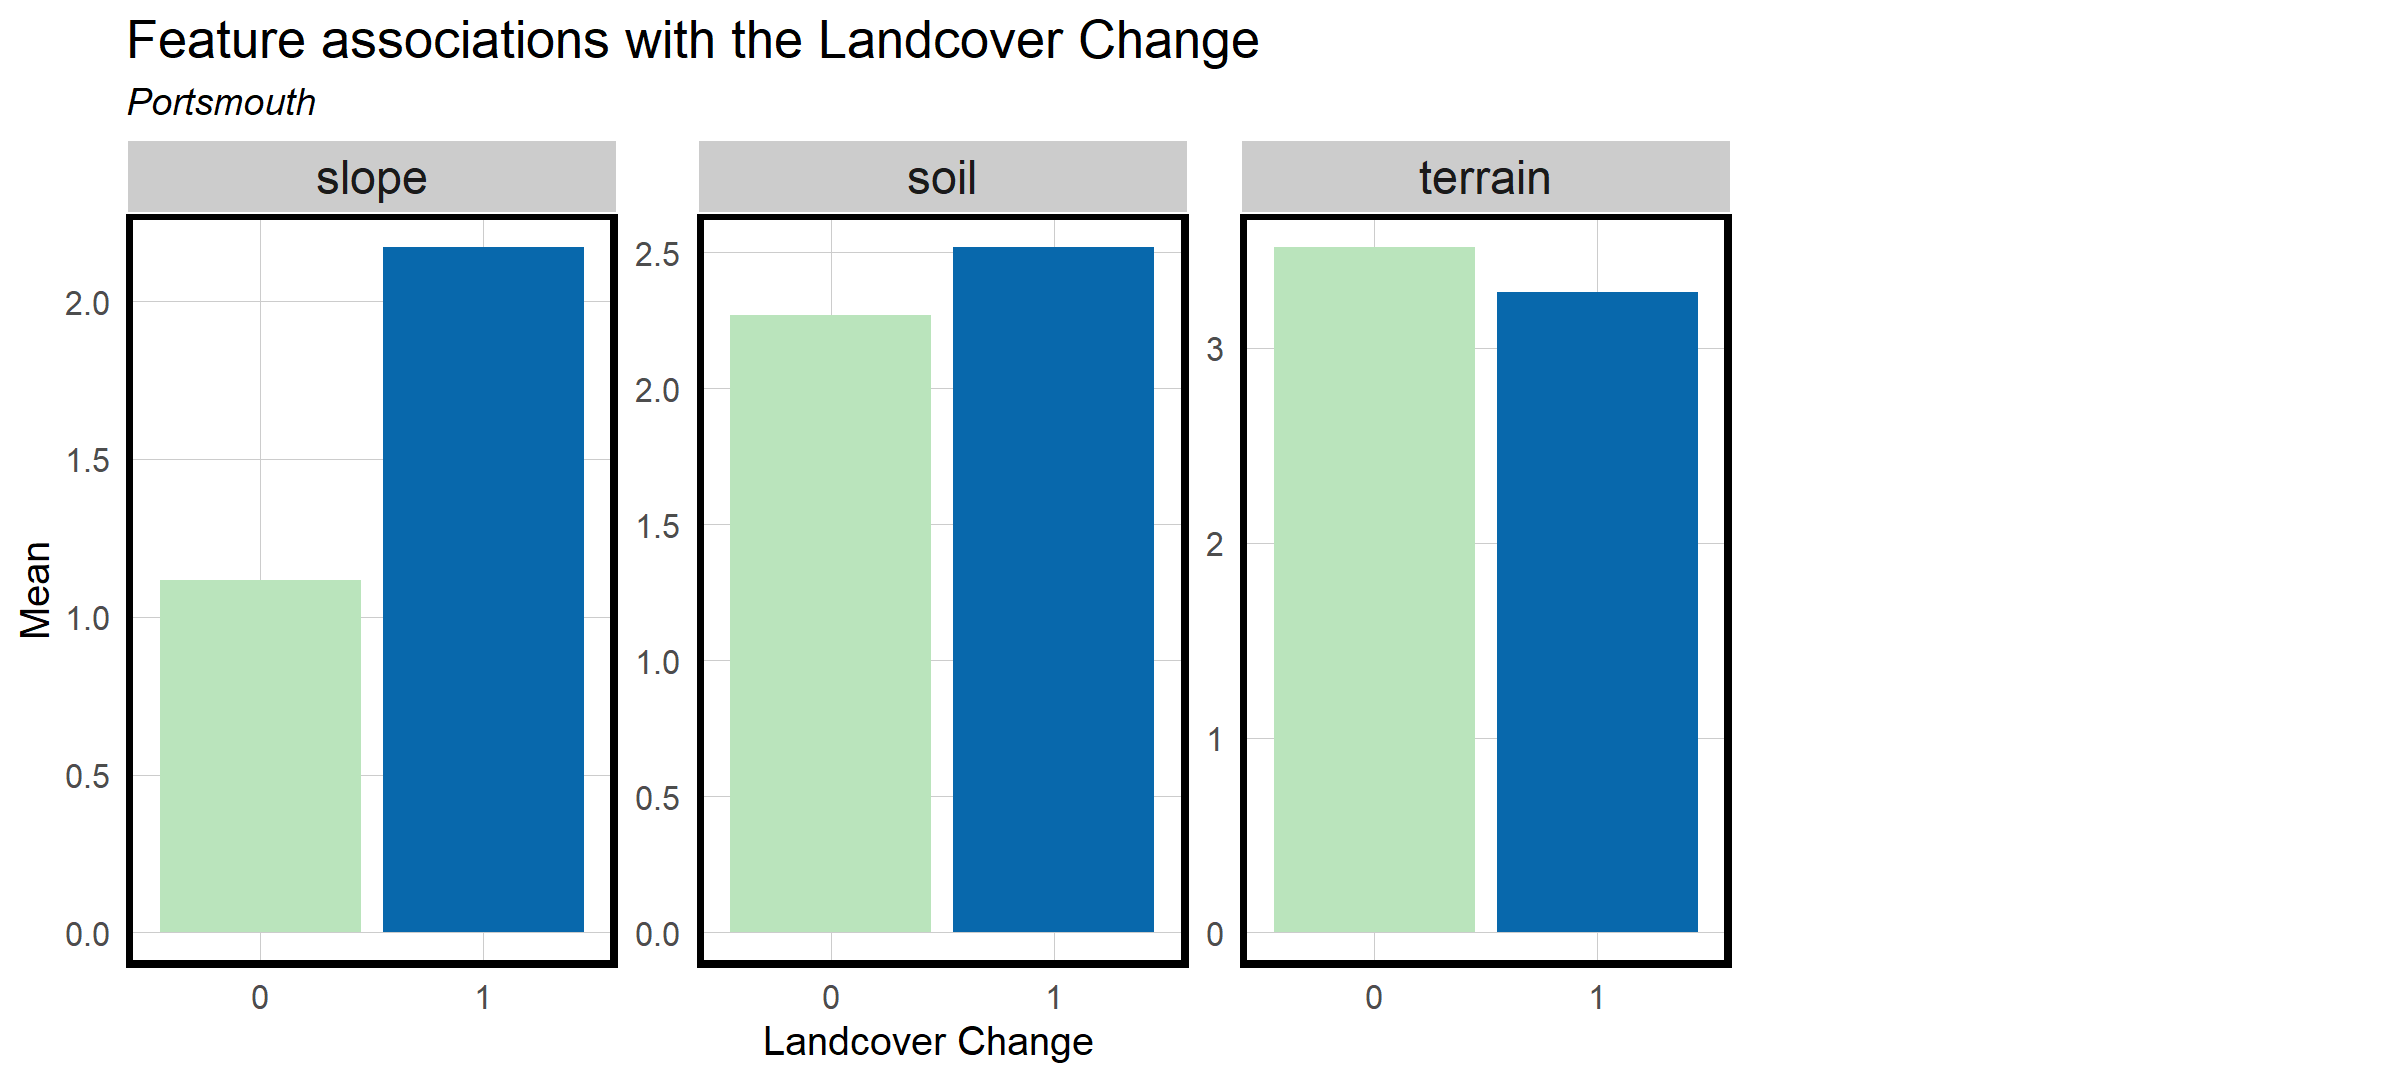 Feature associations with the Landcover Change
Portsmouth
slope
soil
terrain
Mean
2.0
1.5
1.0
0.5
0.0
2.5
2.0
1.5
1.0
0.5
0.0
3
2
1
0
0 1
0 1
0 1
Landcover Change